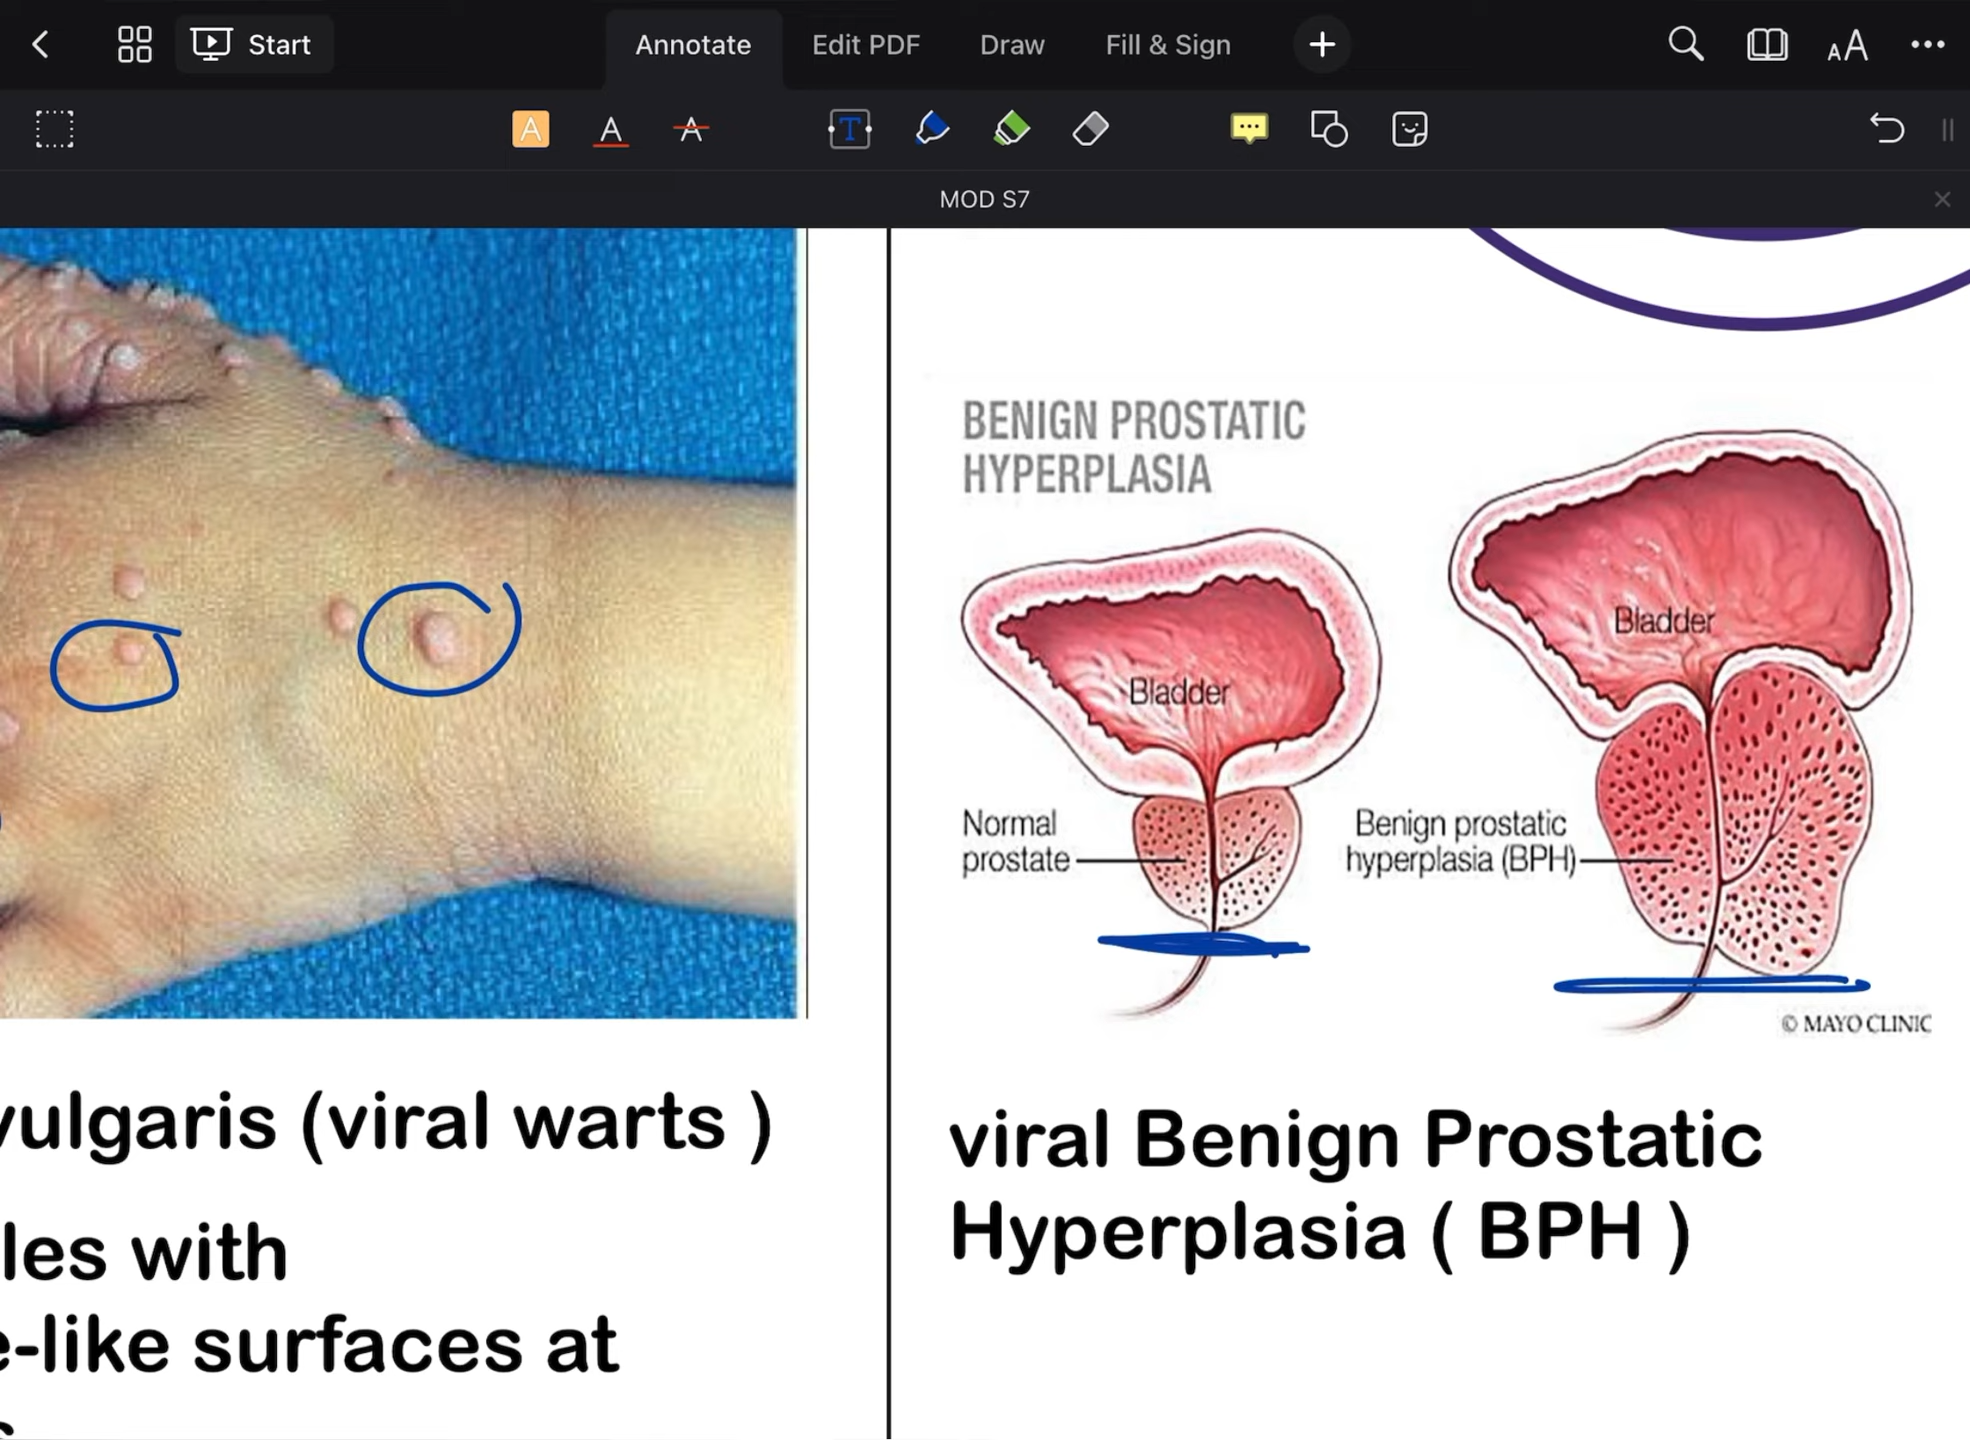 Start
Annotate
Edit PDF
Draw
Fill & Sign
AA
A
A
A
T
MOD S7
BENIGN PROSTATIC
HYPERPLASIA
Bladder
Bladder
Normal
prostate
Benign prostatic
hyperplasia (BPH)
© MAYO CLINIC
vulgaris (viral warts )
les with
e-like surfaces at
viral Benign Prostatic
Hyperplasia ( BPH )